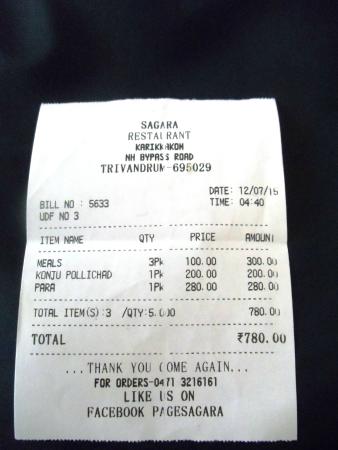 SAGARA
RESTAURANT
KARIKKAKOM
NH BYPASS ROAD
TRIVANDRUM-695029
DATE: 12/07/15
BILL NO : 5633 TIME: 04:40
UDF NO 3
ITEM NAME QTY PRICE AMOUNT
MEALS 3Pk 100.00 300.00
KONJU POLLICHAD 1Pk 200.00 200.00
PARA 1Pk 280.00 280.00
TOTAL ITEM(S):3 /QTY:5.000 780.00
TOTAL ₹780.00
...THANK YOU COME AGAIN...
FOR ORDERS-0471 3216161
LIKE US ON
FACEBOOK PAGESAGARA